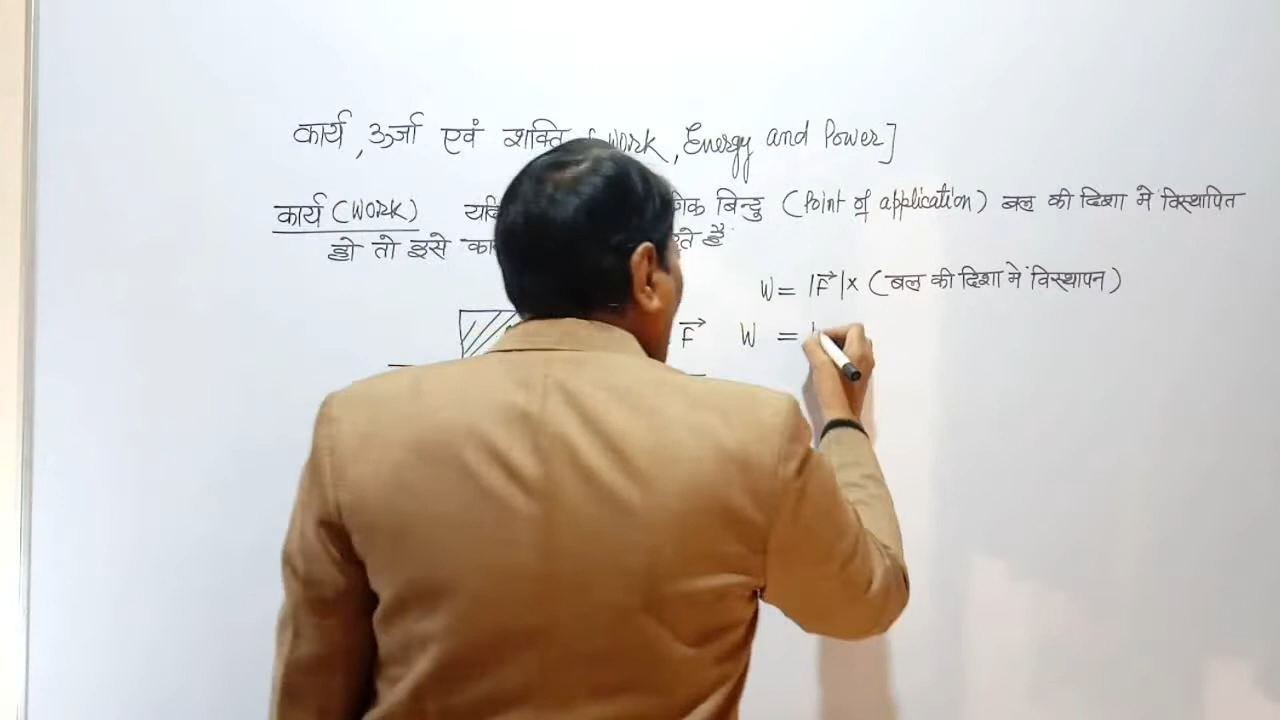 कार्य, ऊर्जा एवं शक्ति [Work, Energy and Power]
कार्य (WORK) यदि बिन्दु (Point of application) बल की दिशा मे विस्थापित
हो तो इसे है
W = |F⃗| x (बल की दिशा मे विस्थापन)
F⃗ W =